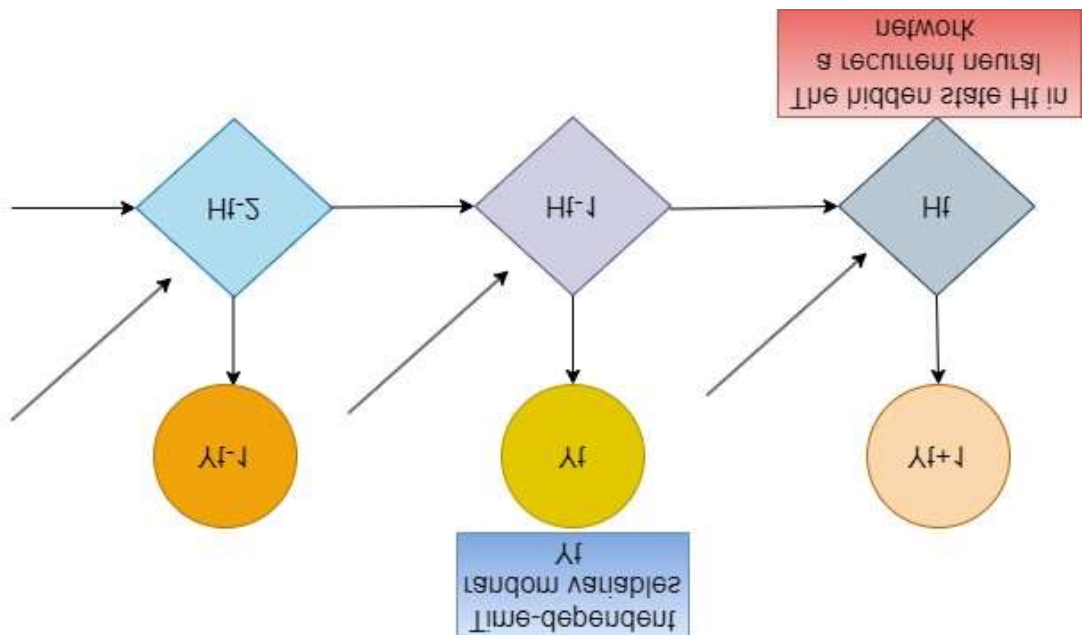 Time-dependent
random variables
Yt
Yt-1
Yt
Yt+1
Ht-2
Ht-1
Ht
The hidden state Ht in
a recurrent neural
network